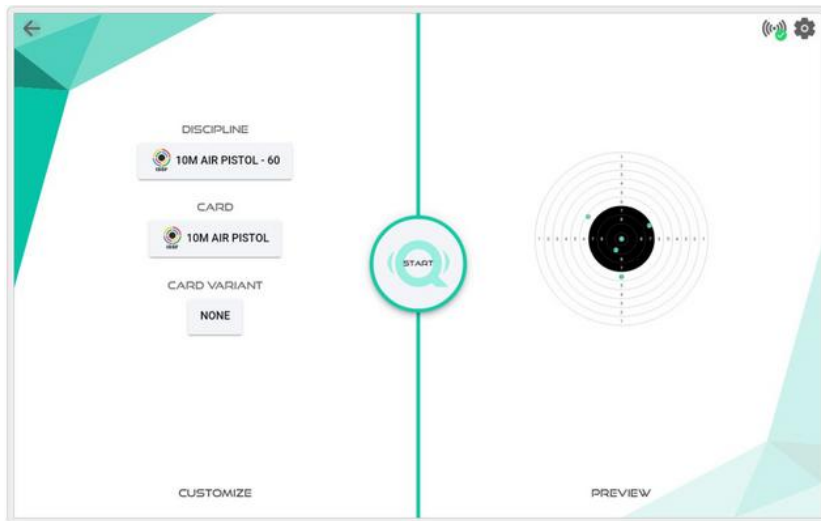 DISCIPLINE
10M AIR PISTOL - 60
CARD
10M AIR PISTOL
CARD VARIANT
NONE
START
CUSTOMIZE
PREVIEW